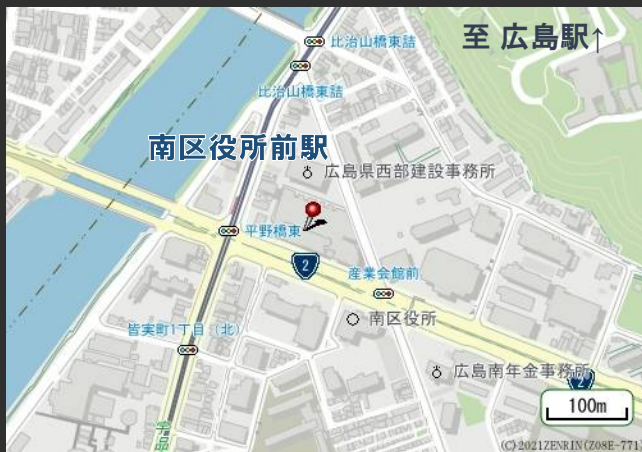 至 広島駅↑
比治山橋東詰
比治山橋東詰
南区役所前駅
広島県西部建設事務所
平野橋東
2
産業会館前
南区役所
皆実町1丁目(北)
広島南年金事務所
2
100m
宇品
(C)2021ZENRIN(Z08E-771)